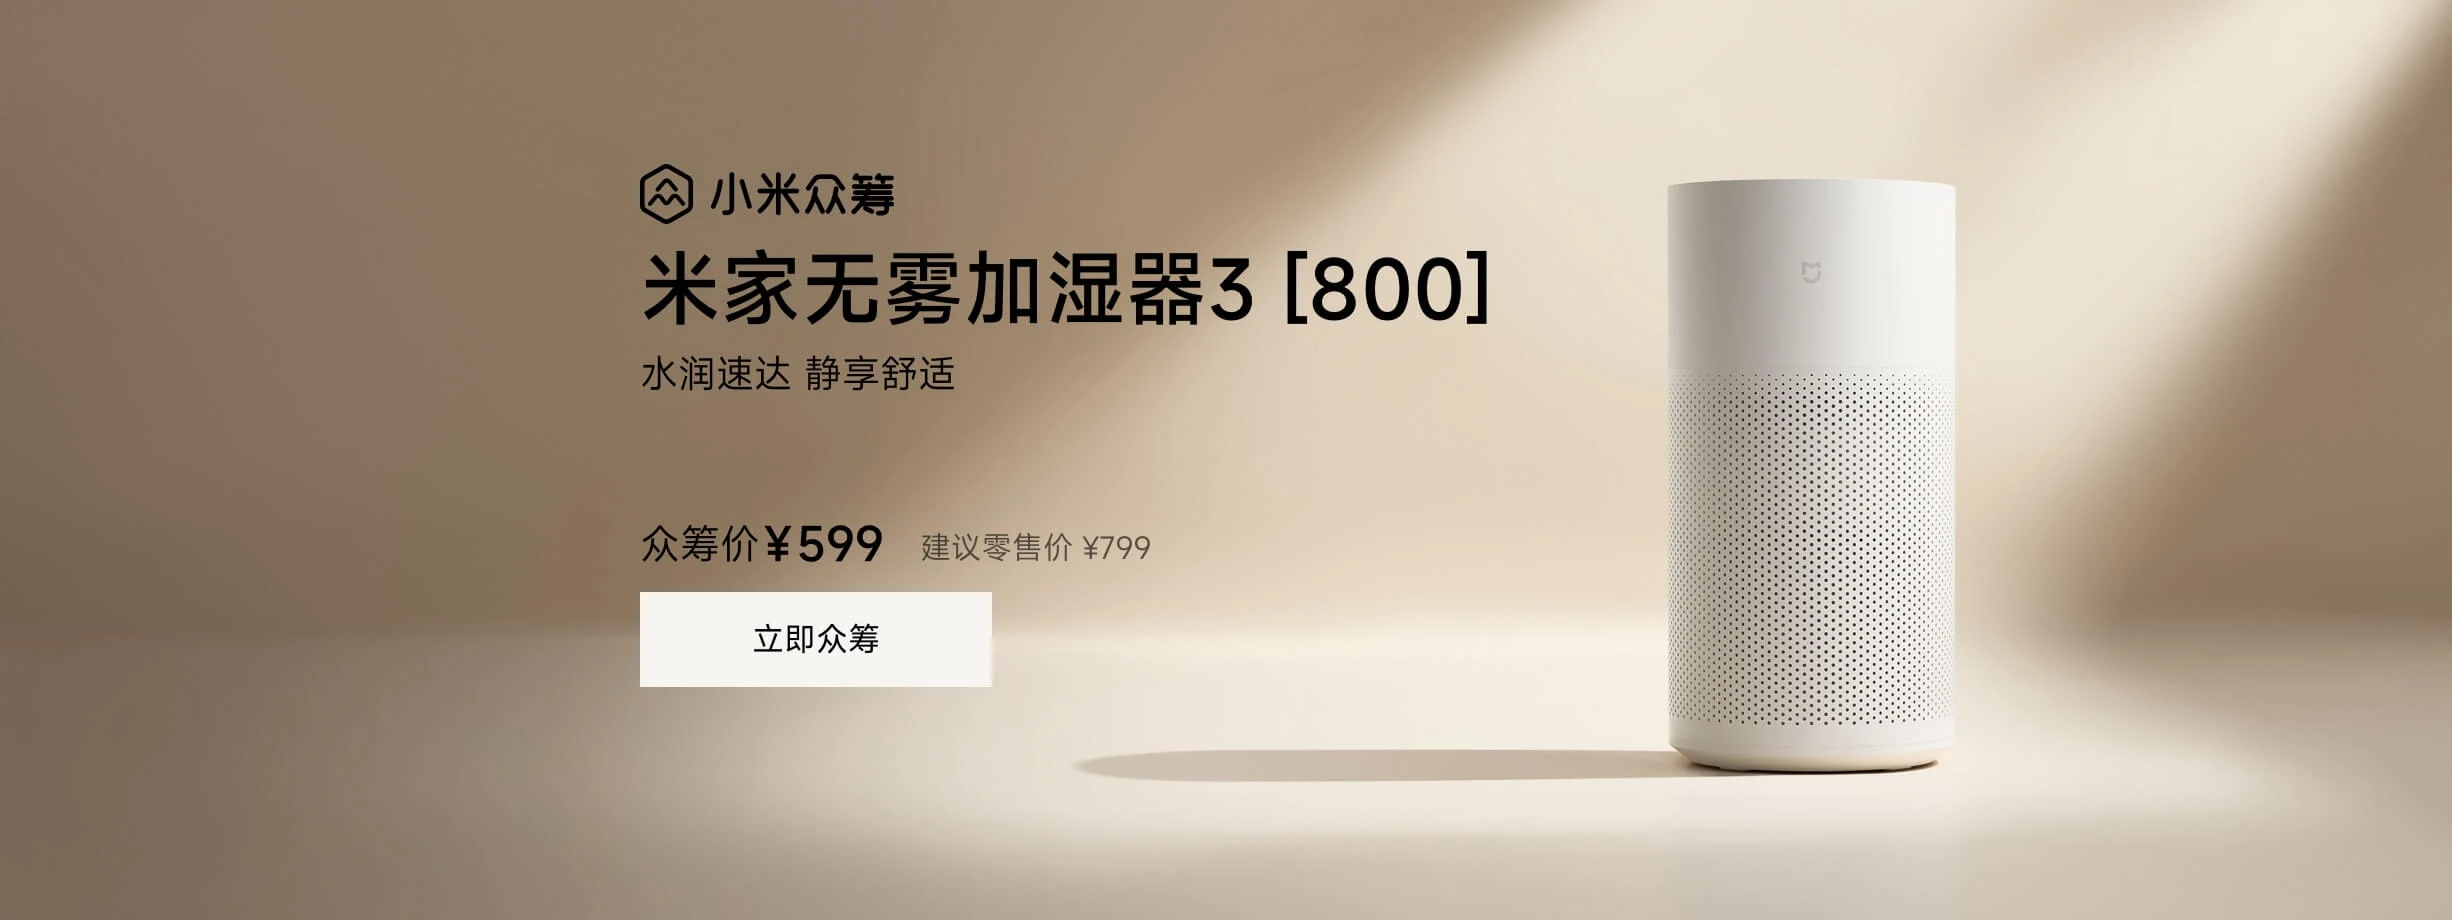 小米众筹
米家无雾加湿器3 [800]
水润速达 静享舒适
众筹价¥599 建议零售价 ¥799
立即众筹